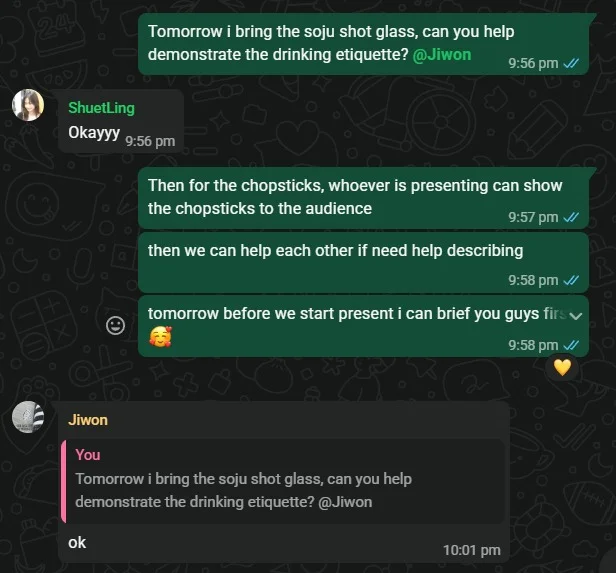 Tomorrow i bring the soju shot glass, can you help
demonstrate the drinking etiquette? @Jiwon
9:56 pm
ShuetLing
Okayyy
9:56 pm
Then for the chopsticks, whoever is presenting can show
the chopsticks to the audience
9:57 pm
then we can help each other if need help describing
9:58 pm
tomorrow before we start present i can brief you guys firs
🥰
9:58 pm
💛
Jiwon
You
Tomorrow i bring the soju shot glass, can you help
demonstrate the drinking etiquette? @Jiwon
ok
10:01 pm